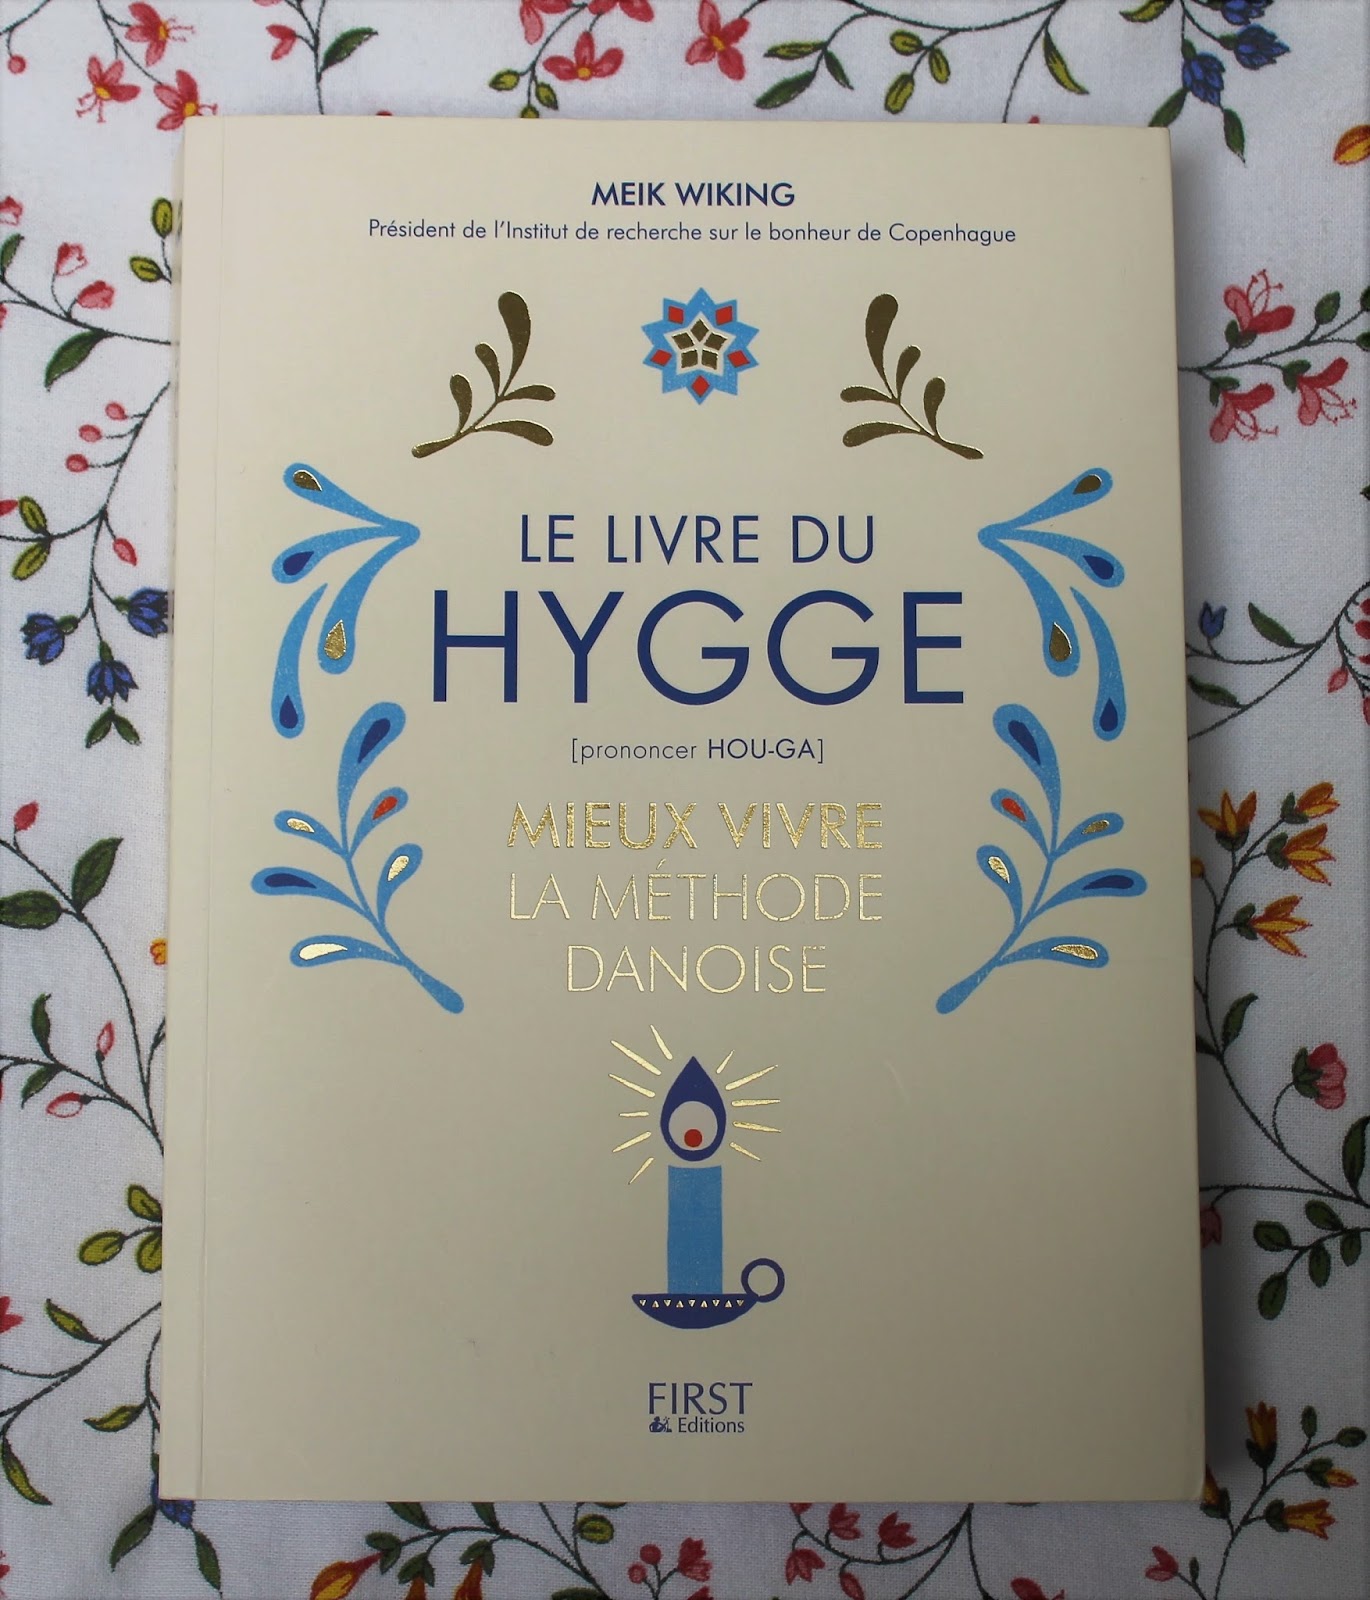 MEIK WIKING
Président de l'Institut de recherche sur le bonheur de Copenhague
LE LIVRE DU
HYGGE
[prononcer HOU-GA]
MIEUX VIVRE
LA MÉTHODE
DANOISE
FIRST
Editions